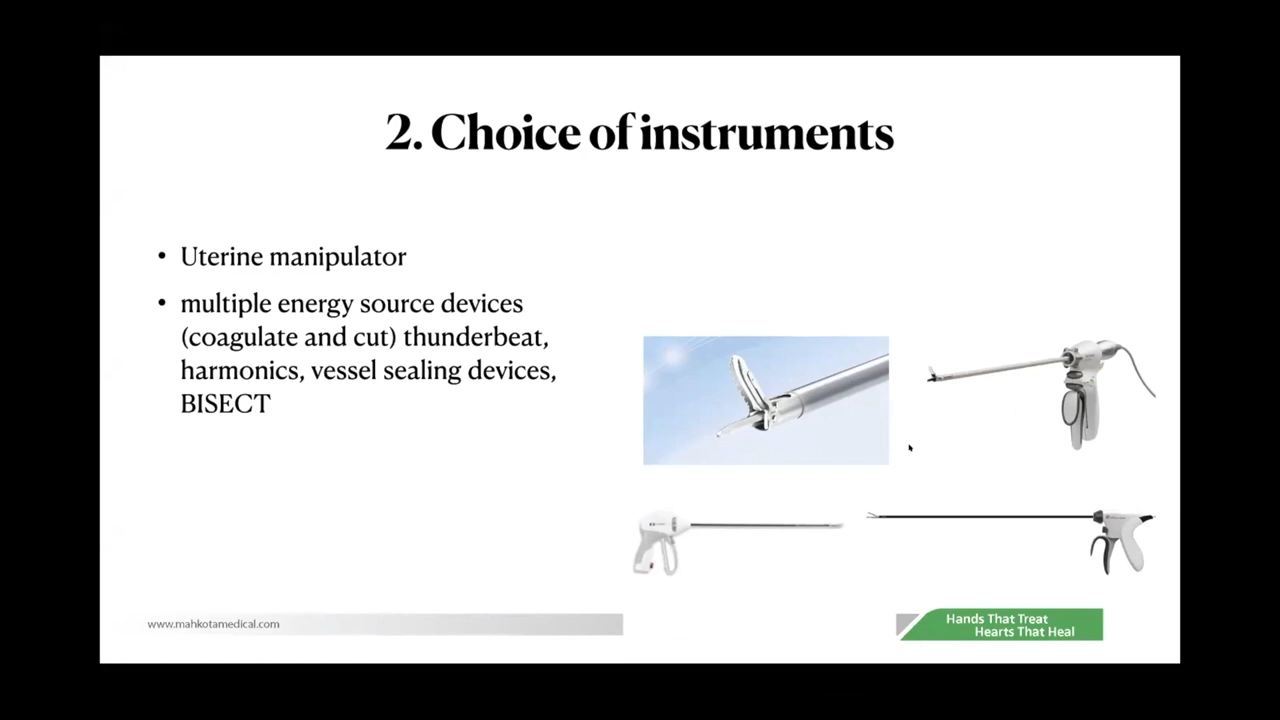 2. Choice of instruments
• Uterine manipulator
• multiple energy source devices
(coagulate and cut) thunderbeat,
harmonics, vessel sealing devices,
BISECT
www.mahkotamedical.com
Hands That Treat
Hearts That Heal